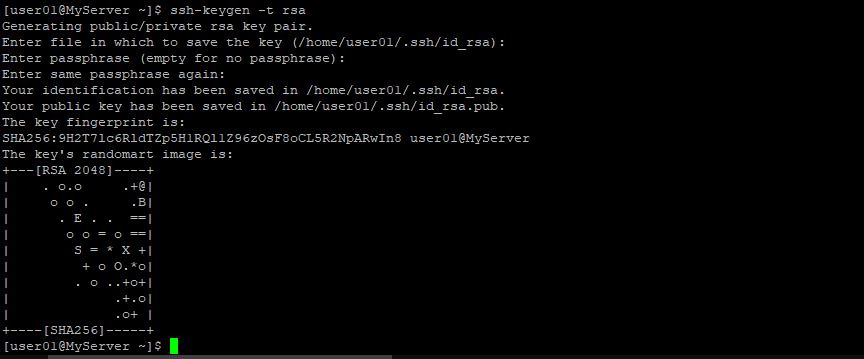 [user01@MyServer ~]$ ssh-keygen -t rsa
Generating public/private rsa key pair.
Enter file in which to save the key (/home/user01/.ssh/id_rsa):
Enter passphrase (empty for no passphrase):
Enter same passphrase again:
Your identification has been saved in /home/user01/.ssh/id_rsa.
Your public key has been saved in /home/user01/.ssh/id_rsa.pub.
The key fingerprint is:
SHA256:9H2T7lc6RldTZp5H1RQl1Z96zOsF8oCL5R2NpARwIn8 user01@MyServer
The key's randomart image is:
+---[RSA 2048]----+
|    . o.o     .+@|
|     o o .     .B|
|      . E . .  ==|
|       o o = o ==|
|        S = * X +|
|         + o O.*o|
|        . o ..+o+|
|             .+.o|
|             .o+ |
+----[SHA256]-----+
[user01@MyServer ~]$